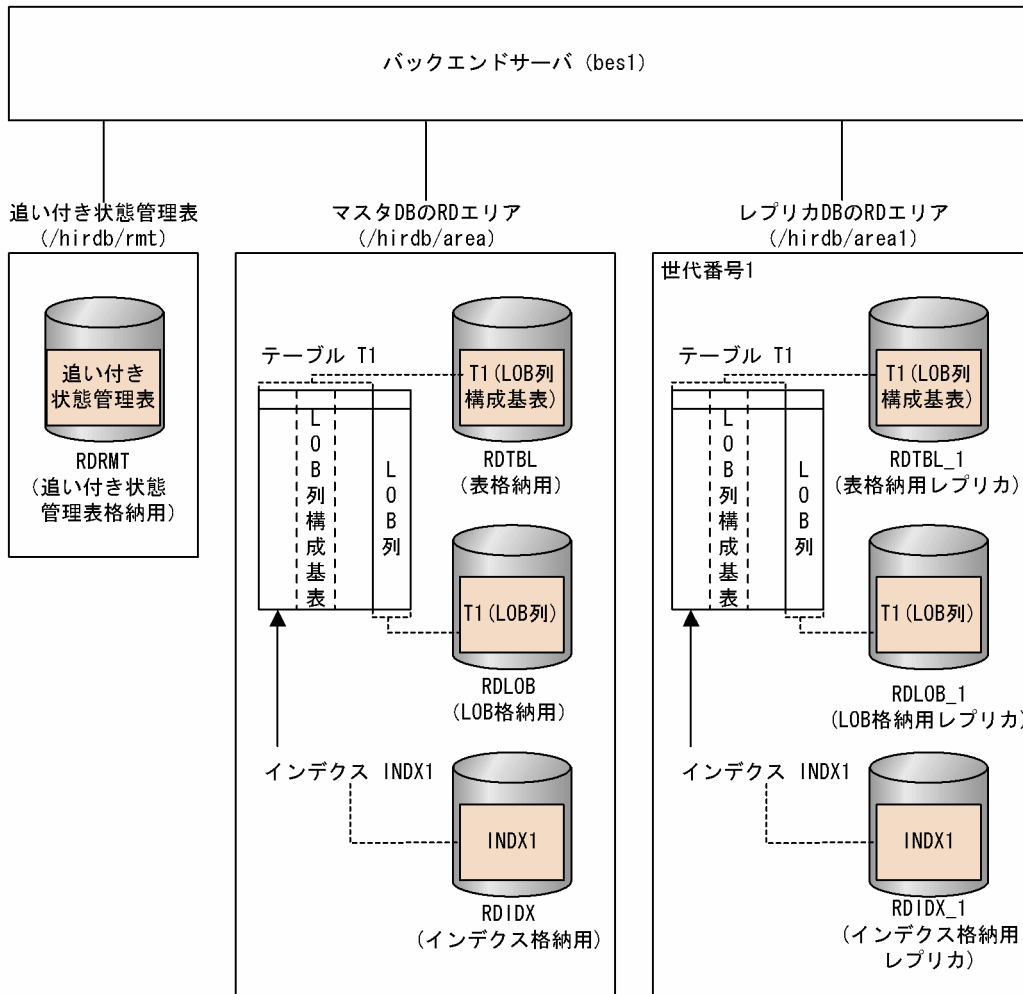 バックエンドサーバ (bes1)
追い付き状態管理表
(/hirdb/rmt)
追い付き
状態管理表
RDRMT
(追い付き状態
管理表格納用)
マスタDBのRDエリア
(/hirdb/area)
テーブル T1
LOB列構成基表
LOB列
T1(LOB列
構成基表)
RDTBL
(表格納用)
T1(LOB列)
RDLOB
(LOB格納用)
インデクス INDX1
INDX1
RDIDX
(インデクス格納用)
レプリカDBのRDエリア
(/hirdb/area1)
世代番号1
テーブル T1
LOB列構成基表
LOB列
T1(LOB列
構成基表)
RDTBL_1
(表格納用レプリカ)
T1(LOB列)
RDLOB_1
(LOB格納用レプリカ)
インデクス INDX1
INDX1
RDIDX_1
(インデクス格納用
レプリカ)